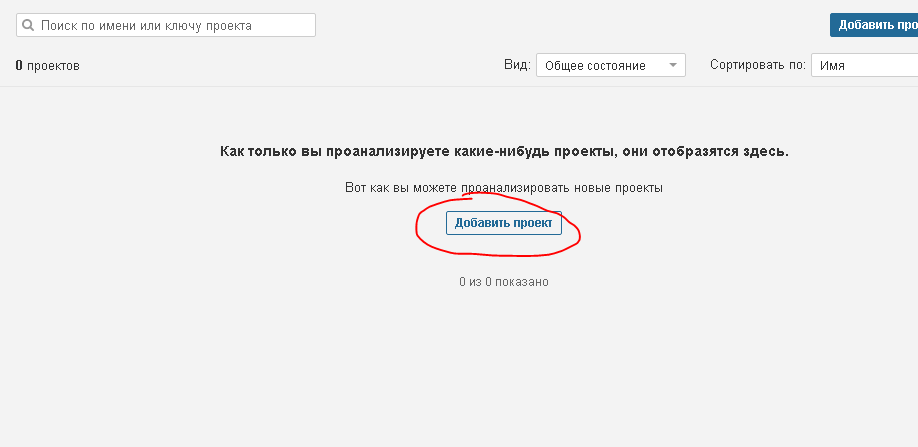 Поиск по имени или ключу проекта
Добавить про
0 проектов
Вид:
Общее состояние
Сортировать по:
Имя
Как только вы проанализируете какие-нибудь проекты, они отобразятся здесь.
Вот как вы можете проанализировать новые проекты
Добавить проект
0 из 0 показано